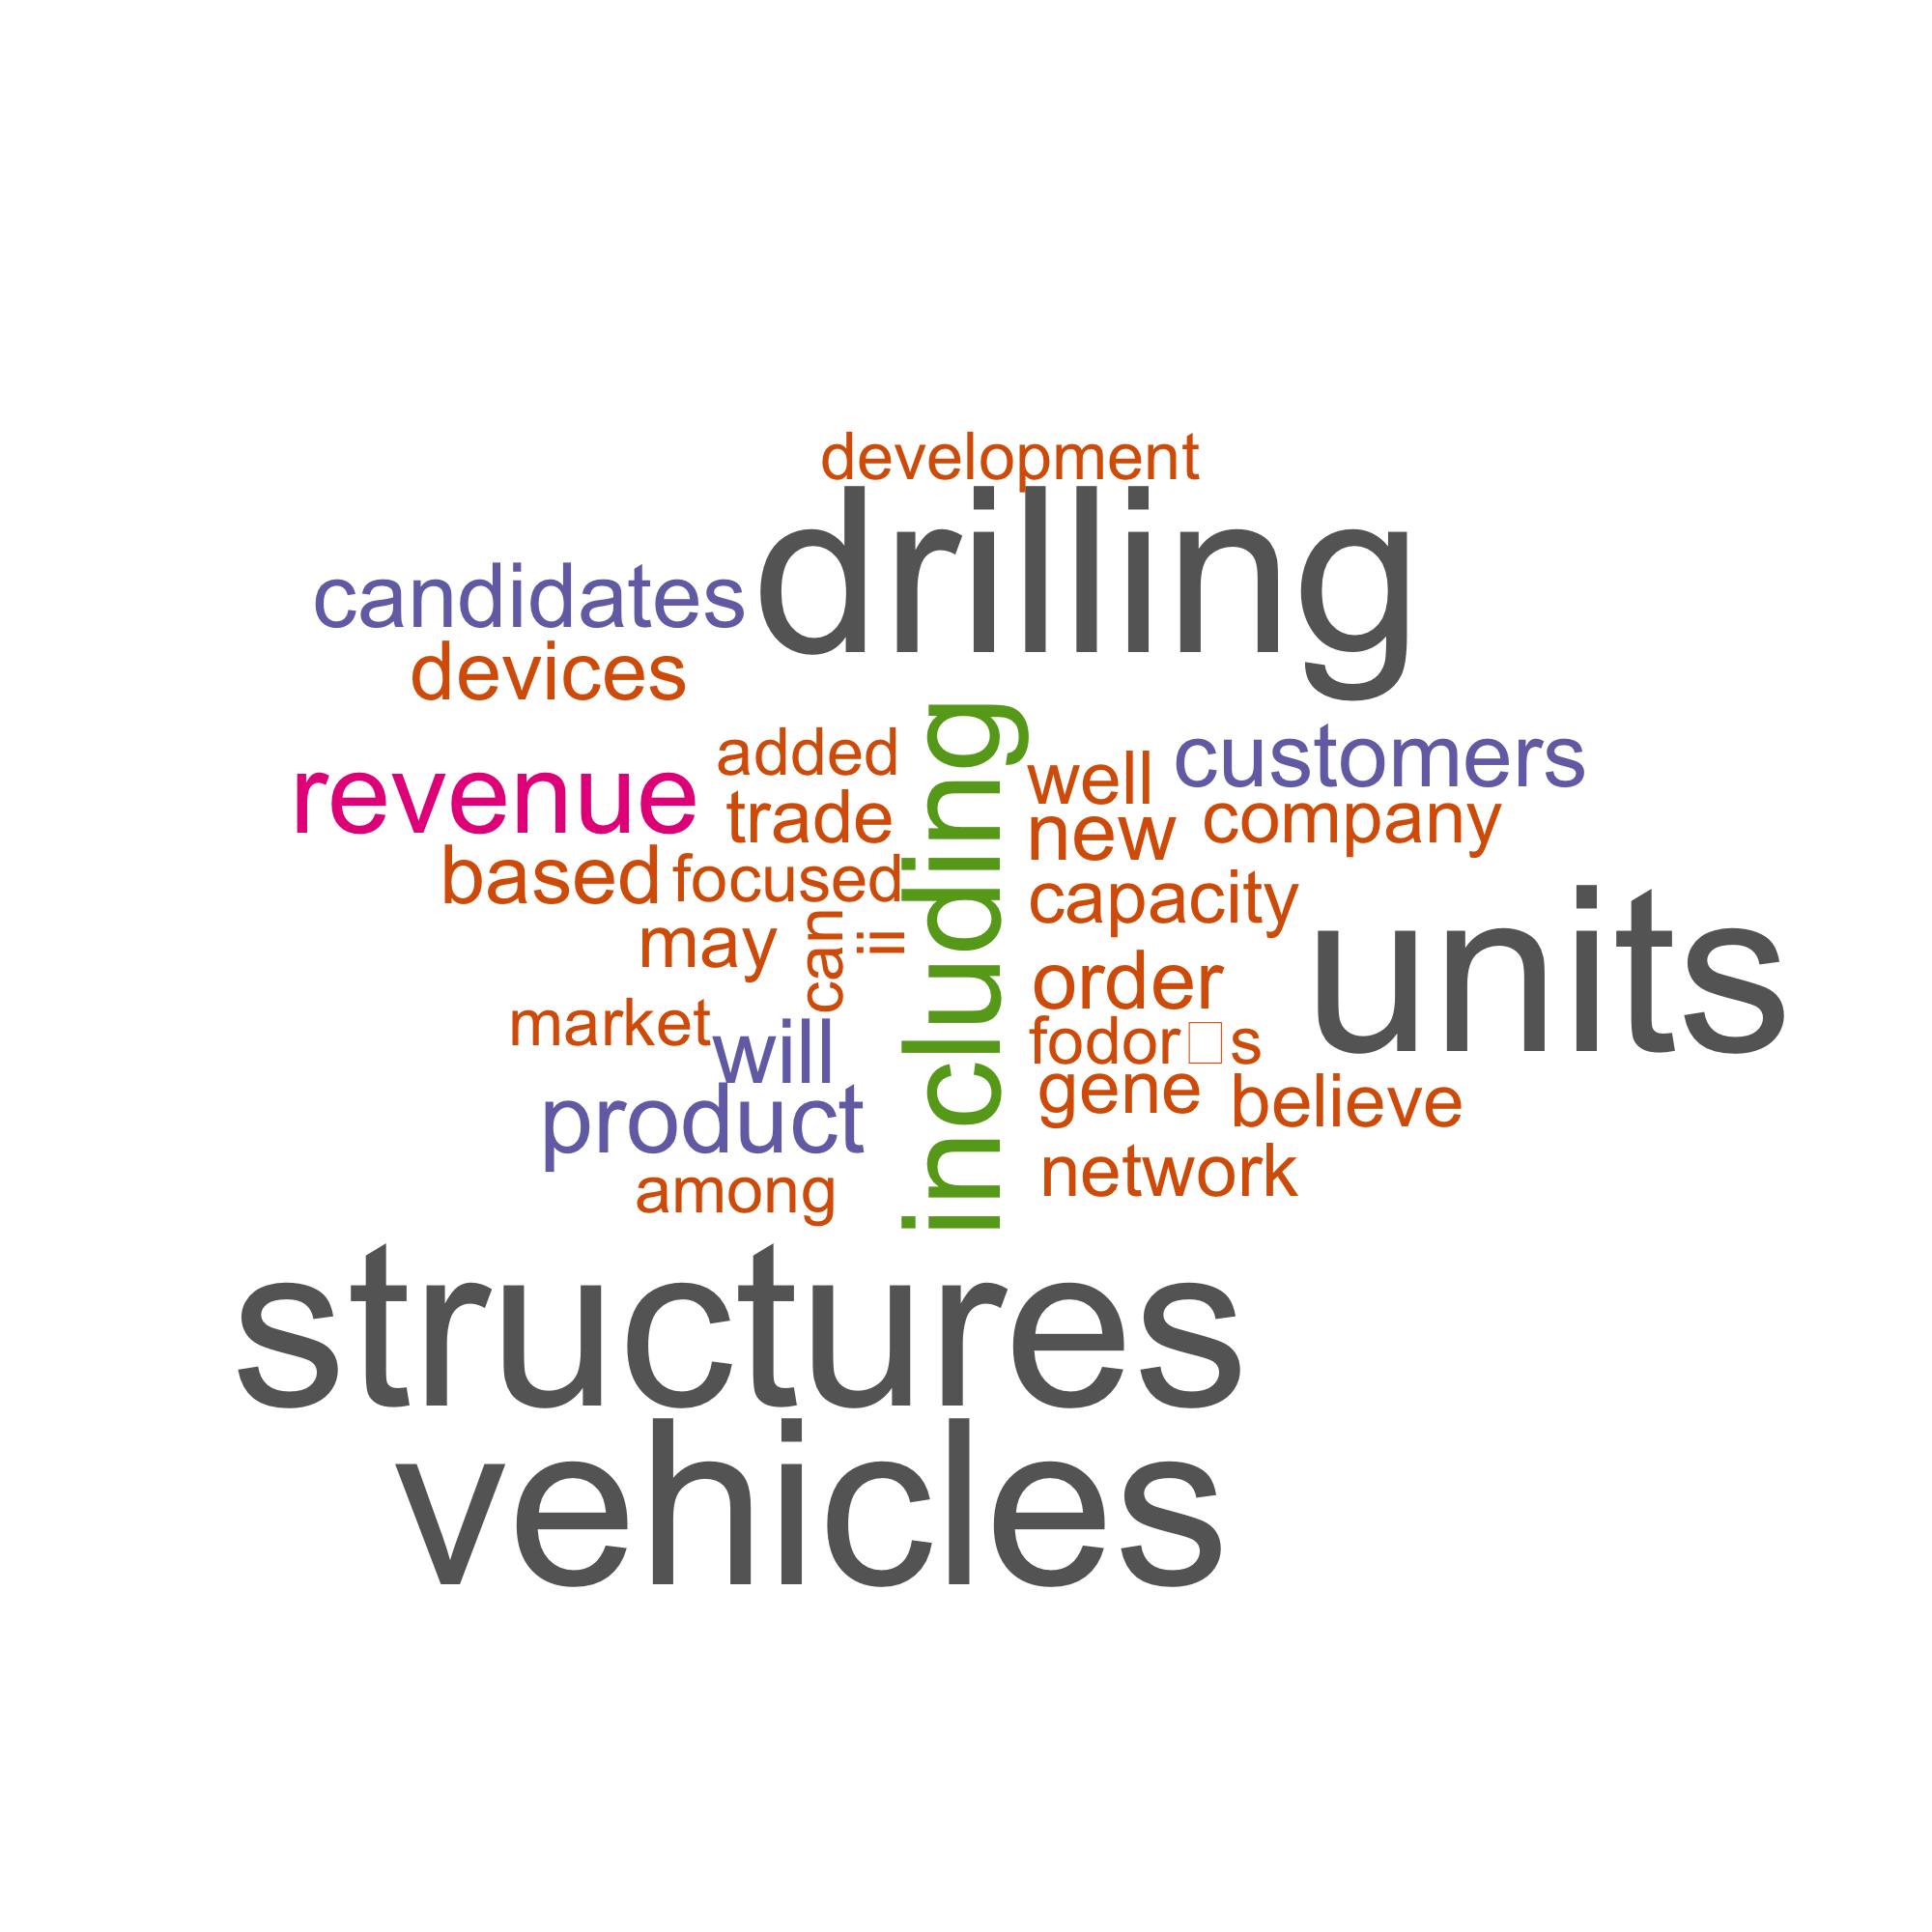 development
drilling
candidates
devices
including
added
well
customers
revenue
trade
new
company
based
focused
capacity
units
may
can
il
order
market
will
fodor□s
gene
believe
product
network
among
structures
vehicles